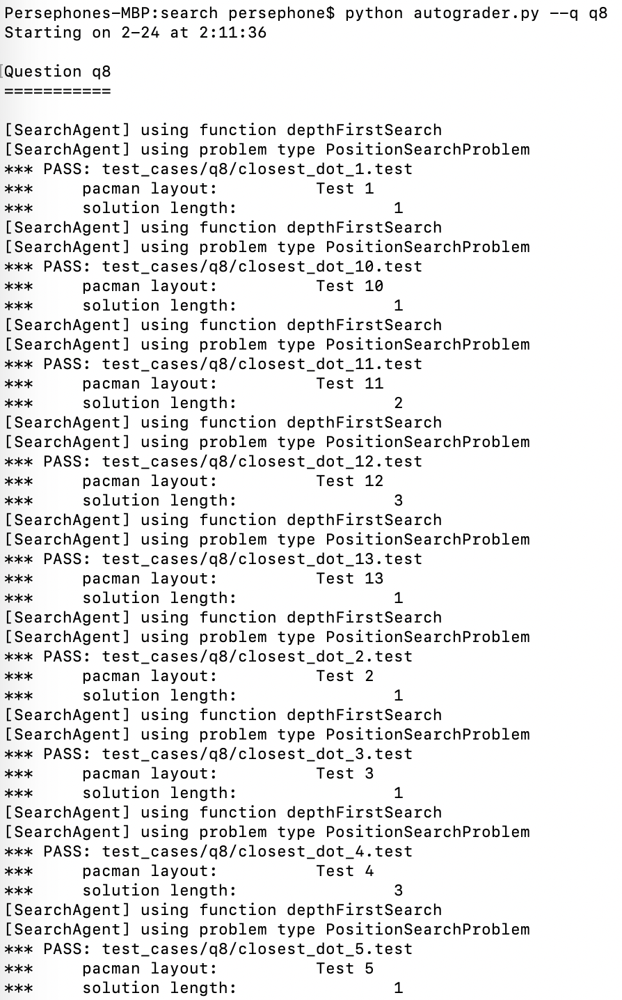 Persephones-MBP:search persephone$ python autograder.py --q q8
Starting on 2-24 at 2:11:36
[Question q8
===========
[SearchAgent] using function depthFirstSearch
[SearchAgent] using problem type PositionSearchProblem
*** PASS: test_cases/q8/closest_dot_1.test
***     pacman layout:          Test 1
***     solution length:                1
[SearchAgent] using function depthFirstSearch
[SearchAgent] using problem type PositionSearchProblem
*** PASS: test_cases/q8/closest_dot_10.test
***     pacman layout:          Test 10
***     solution length:                1
[SearchAgent] using function depthFirstSearch
[SearchAgent] using problem type PositionSearchProblem
*** PASS: test_cases/q8/closest_dot_11.test
***     pacman layout:          Test 11
***     solution length:                2
[SearchAgent] using function depthFirstSearch
[SearchAgent] using problem type PositionSearchProblem
*** PASS: test_cases/q8/closest_dot_12.test
***     pacman layout:          Test 12
***     solution length:                3
[SearchAgent] using function depthFirstSearch
[SearchAgent] using problem type PositionSearchProblem
*** PASS: test_cases/q8/closest_dot_13.test
***     pacman layout:          Test 13
***     solution length:                1
[SearchAgent] using function depthFirstSearch
[SearchAgent] using problem type PositionSearchProblem
*** PASS: test_cases/q8/closest_dot_2.test
***     pacman layout:          Test 2
***     solution length:                1
[SearchAgent] using function depthFirstSearch
[SearchAgent] using problem type PositionSearchProblem
*** PASS: test_cases/q8/closest_dot_3.test
***     pacman layout:          Test 3
***     solution length:                1
[SearchAgent] using function depthFirstSearch
[SearchAgent] using problem type PositionSearchProblem
*** PASS: test_cases/q8/closest_dot_4.test
***     pacman layout:          Test 4
***     solution length:                3
[SearchAgent] using function depthFirstSearch
[SearchAgent] using problem type PositionSearchProblem
*** PASS: test_cases/q8/closest_dot_5.test
***     pacman layout:          Test 5
***     solution length:                1